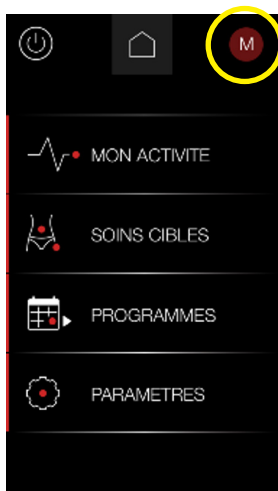 M
MON ACTIVITE
SOINS CIBLES
PROGRAMMES
PARAMETRES